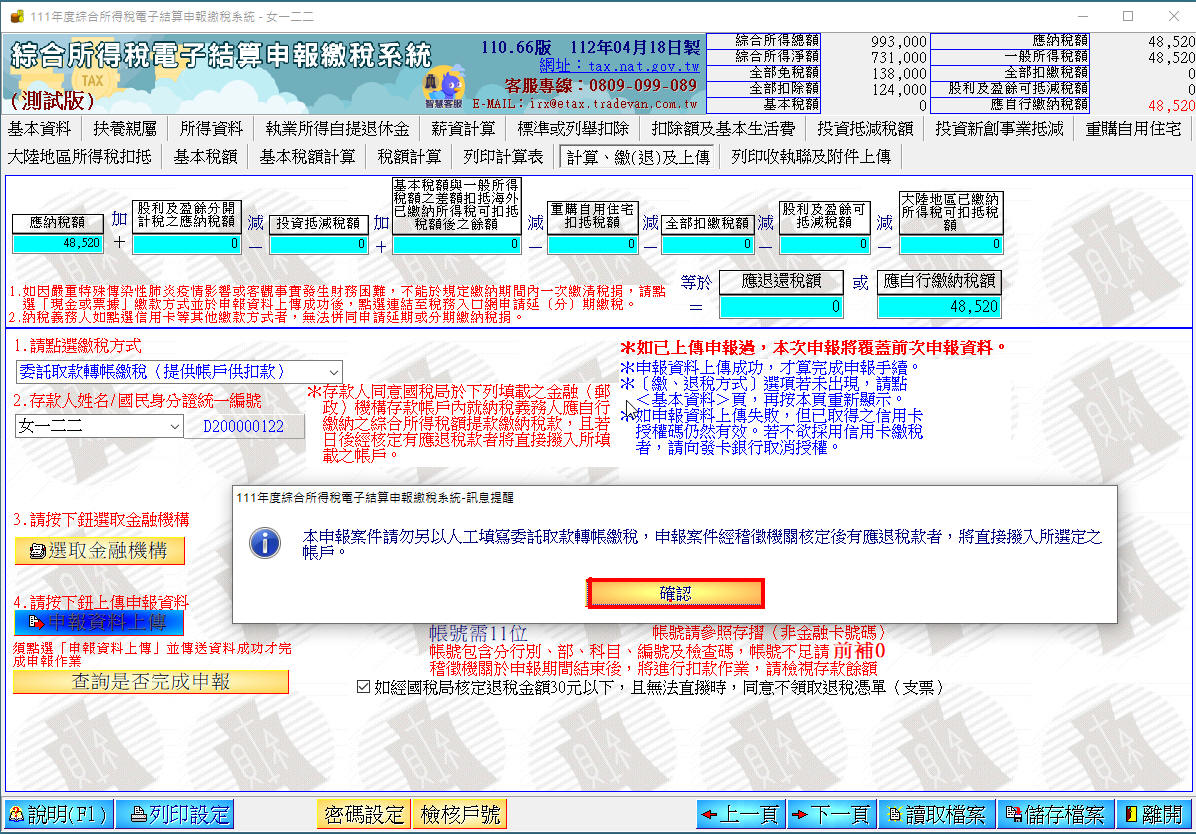 111年度綜合所得稅電子結算申報繳稅系統 - 女一二二
綜合所得稅電子結算申報繳稅系統
TAX
(測試版)
智慧客服
110.66版 112年04月18日製
網址：tax.nat.gov.tw
客服專線：0809-099-089
E-MAIL：irx@etax.tradevan.com.tw
綜合所得總額 993,000 應納稅額 48,520
綜合所得淨額 731,000 一般所得稅額 48,520
全部免稅額 138,000 全部扣繳稅額 0
全部扣除額 124,000 股利及盈餘可抵減稅額 0
基本稅額 0 應自行繳納稅額 48,520
基本資料 扶養親屬 所得資料 執業所得自提退休金 薪資計算 標準或列舉扣除 扣除額及基本生活費 投資抵減稅額 投資新創事業抵減 重購自用住宅
大陸地區所得稅扣抵 基本稅額 基本稅額計算 稅額計算 列印計算表 計算、繳(退)及上傳 列印收執聯及附件上傳
應納稅額
48,520
加
＋
股利及盈餘分開
計稅之應納稅額
0
減
－
投資抵減稅額
0
加
＋
基本稅額與一般所得
稅額之差額扣抵海外
已繳納所得稅可扣抵
稅額後之餘額
0
減
－
重購自用住宅
扣抵稅額
0
減
－
全部扣繳稅額
0
減
－
股利及盈餘可
抵減稅額
0
減
－
大陸地區已繳納
所得稅可扣抵稅
額
0
等於
＝
應退還稅額
0
或
應自行繳納稅額
48,520
1.如因嚴重特殊傳染性肺炎疫情影響或客觀事實發生財務困難，不能於規定繳納期間內一次繳清稅捐，請點
選「現金或票據」繳款方式並於申報資料上傳成功後，點選連結至稅務入口網申請延（分）期繳稅。
2.納稅義務人如點選信用卡等其他繳款方式者，無法併同申請延期或分期繳納稅捐。
1.請點選繳稅方式
委託取款轉帳繳稅（提供帳戶供扣款）
2.存款人姓名/國民身分證統一編號
女一二二
D200000122
＊存款人同意國稅局於下列填載之金融（郵
政）機構存款帳戶內就納稅義務人應自行
繳納之綜合所得稅額提款繳納稅款，且若
日後經核定有應退稅款者將直接撥入所填
載之帳戶。
＊如已上傳申報過，本次申報將覆蓋前次申報資料。
＊申報資料上傳成功，才算完成申報手續。
＊〔繳、退稅方式〕選項若未出現，請點
＜基本資料＞頁，再按本頁重新顯示。
＊如申報資料上傳失敗，但已取得之信用卡
授權碼仍然有效。若不欲採用信用卡繳稅
者，請向發卡銀行取消授權。
3.請按下鈕選取金融機構
選取金融機構
111年度綜合所得稅電子結算申報繳稅系統-訊息提醒
本申報案件請勿另以人工填寫委託取款轉帳繳稅，申報案件經稽徵機關核定後有應退稅款者，將直接撥入所選定之
帳戶。
確認
4.請按下鈕上傳申報資料
申報資料上傳
須點選「申報資料上傳」並傳送資料成功才完
成申報作業
查詢是否完成申報
帳號需11位 帳號請參照存摺（非金融卡號碼）
帳號包含分行別、部、科目、編號及檢查碼，帳號不足請 前補0
稽徵機關於申報期間結束後，將進行扣款作業，請檢視存款餘額
如經國稅局核定退稅金額30元以下，且無法直撥時，同意不領取退稅憑單（支票）
說明(F1) 列印設定 密碼設定 檢核戶號 上一頁 下一頁 讀取檔案 儲存檔案 離開